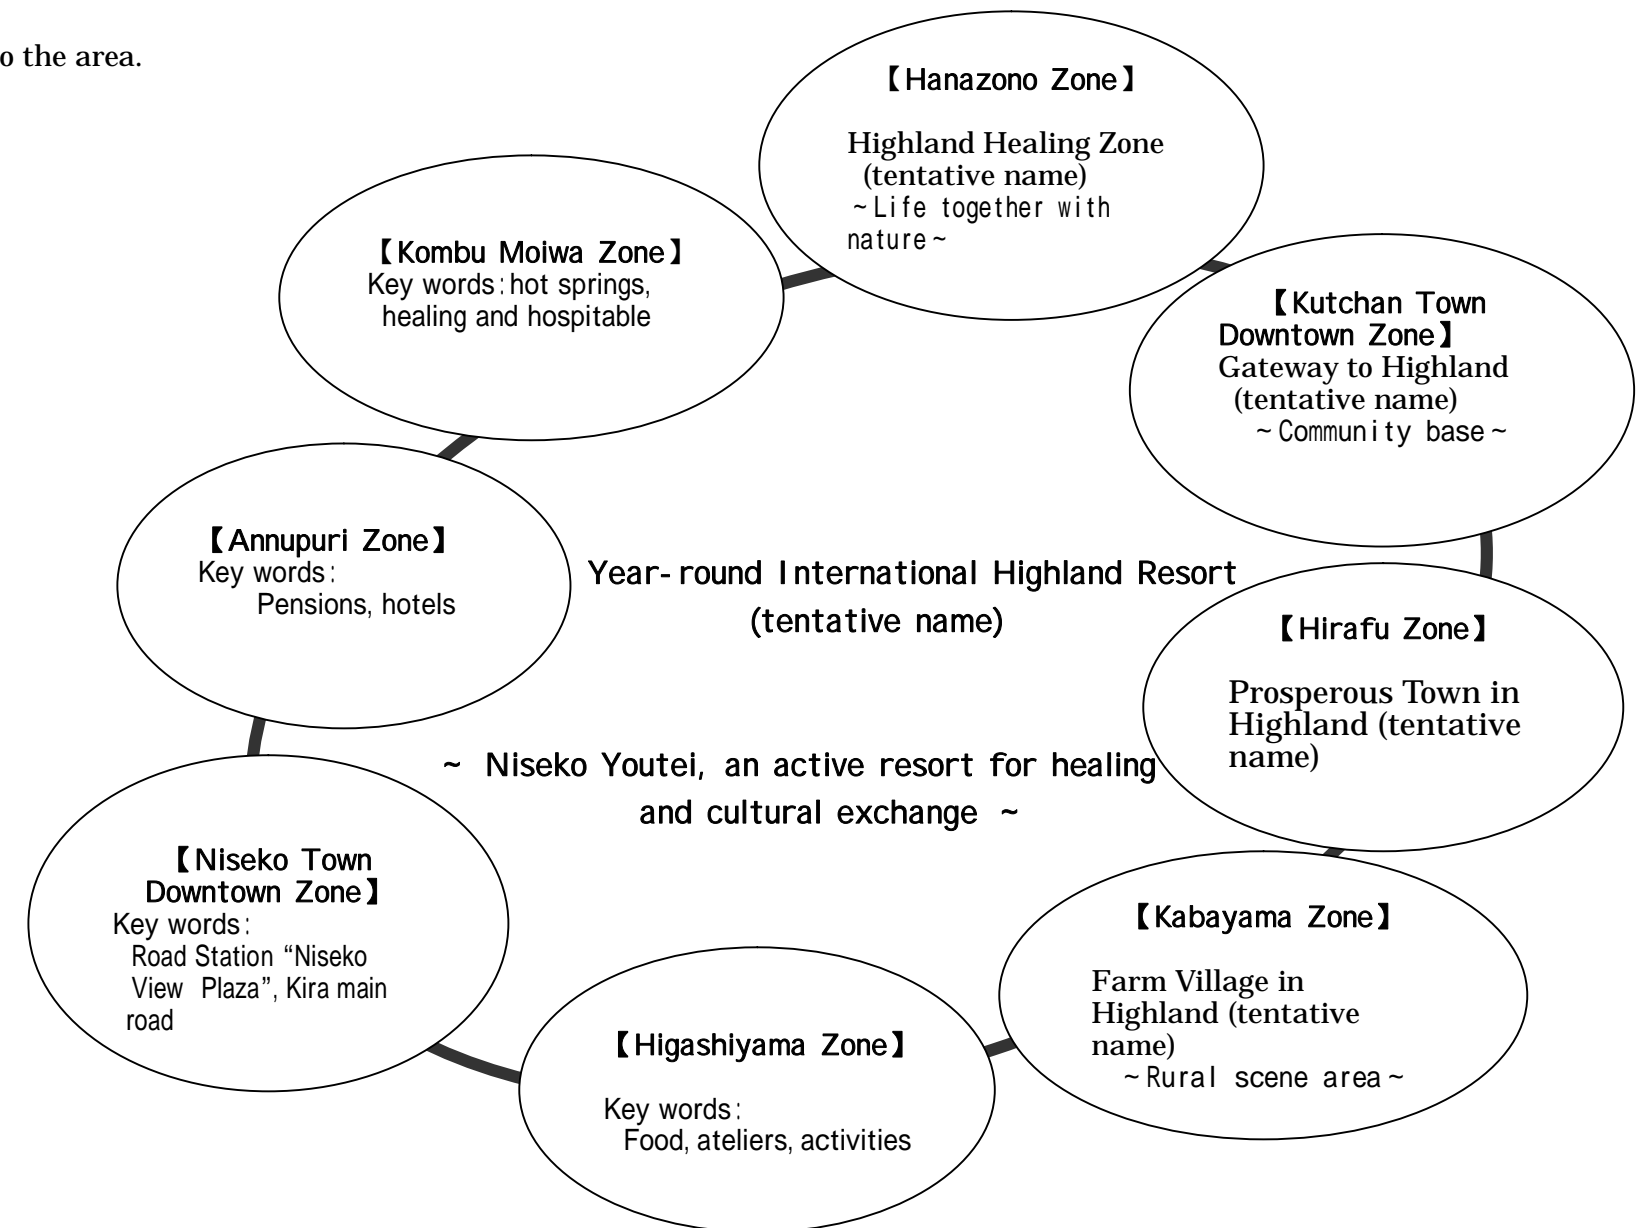 o the area.
【Hanazono Zone】
Highland Healing Zone
(tentative name)
~Life together with
nature~
【Kombu Moiwa Zone】
Key words:hot springs,
healing and hospitable
【Kutchan Town
Downtown Zone】
Gateway to Highland
(tentative name)
~Community base~
【Annupuri Zone】
Key words:
Pensions, hotels
Year-round International Highland Resort
(tentative name)
【Hirafu Zone】
Prosperous Town in
Highland (tentative
name)
~ Niseko Youtei, an active resort for healing
and cultural exchange ~
【Niseko Town
Downtown Zone】
Key words:
Road Station “Niseko
View Plaza”, Kira main
road
【Kabayama Zone】
Farm Village in
Highland (tentative
name)
~Rural scene area~
【Higashiyama Zone】
Key words:
Food, ateliers, activities